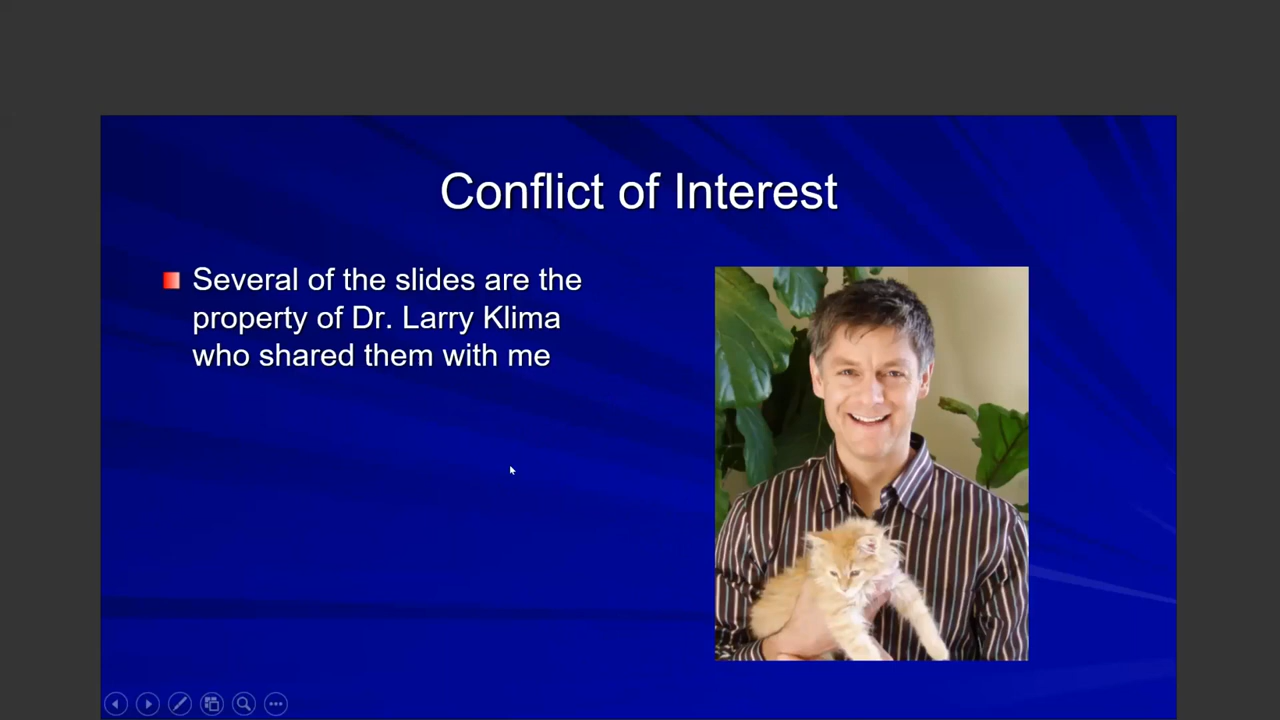 Conflict of Interest
Several of the slides are the
property of Dr. Larry Klima
who shared them with me